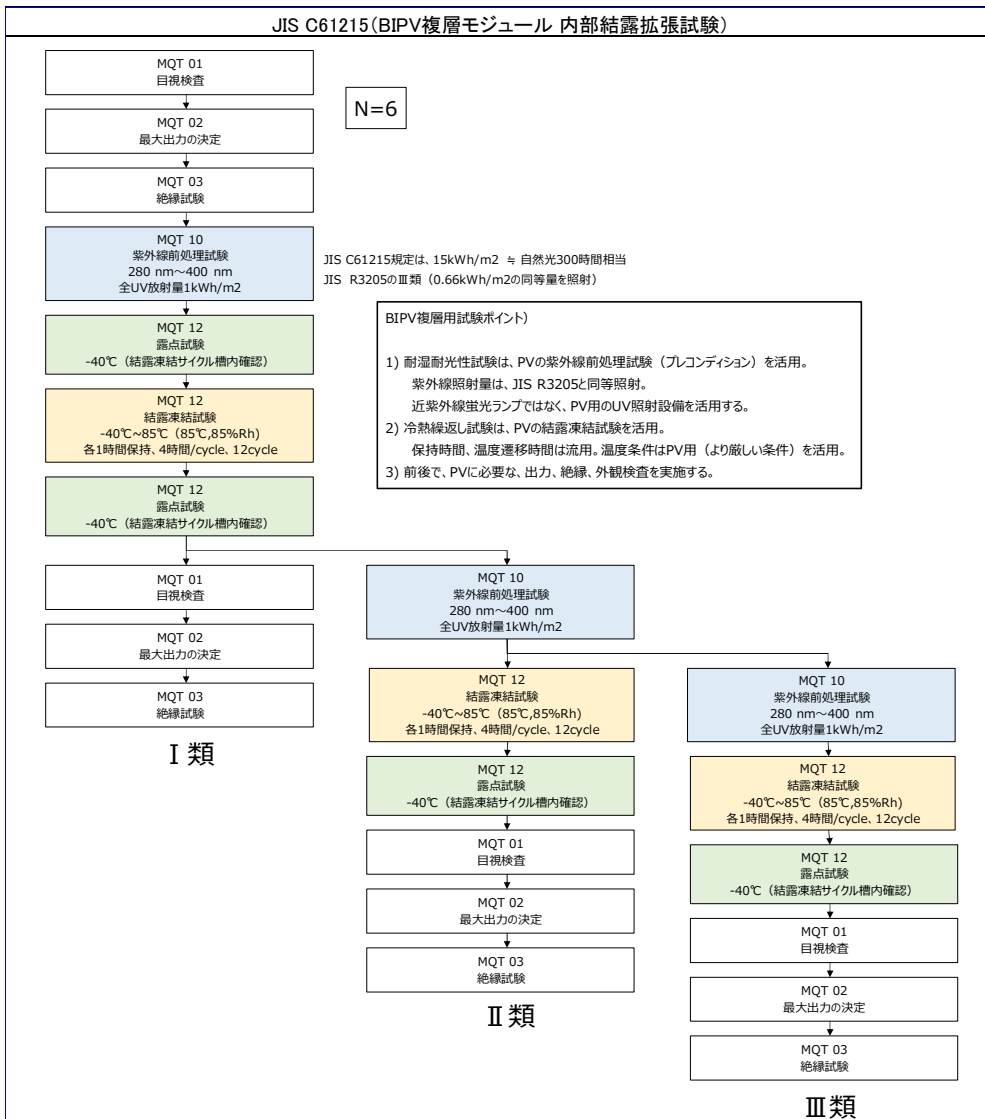 JIS C61215（BIPV複層モジュール 内部結露拡張試験）
MQT 01
目視検査
N=6
MQT 02
最大出力の決定
MQT 03
絶縁試験
MQT 10
紫外線前処理試験
280 nm～400 nm
全UV放射量1kWh/m2
JIS C61215規定は、15kWh/m2 ≒ 自然光300時間相当
JIS R3205のⅢ類（0.66kWh/m2の同等量を照射）
MQT 12
露点試験
-40℃（結露凍結サイクル槽内確認）
MQT 12
結露凍結試験
-40℃~85℃（85℃,85%Rh）
各1時間保持、4時間/cycle、12cycle
MQT 12
露点試験
-40℃（結露凍結サイクル槽内確認）
BIPV複層用試験ポイント）
1) 耐湿耐光性試験は、PVの紫外線前処理試験（プレコンディション）を活用。
紫外線照射量は、JIS R3205と同等照射。
近紫外線蛍光ランプではなく、PV用のUV照射設備を活用する。
2) 冷熱繰返し試験は、PVの結露凍結試験を活用。
保持時間、温度遷移時間は流用。温度条件はPV用（より厳しい条件）を活用。
3) 前後で、PVに必要な、出力、絶縁、外観検査を実施する。
MQT 01
目視検査
MQT 02
最大出力の決定
MQT 03
絶縁試験
Ⅰ類
MQT 10
紫外線前処理試験
280 nm～400 nm
全UV放射量1kWh/m2
MQT 12
結露凍結試験
-40℃~85℃（85℃,85%Rh）
各1時間保持、4時間/cycle、12cycle
MQT 12
露点試験
-40℃（結露凍結サイクル槽内確認）
MQT 01
目視検査
MQT 02
最大出力の決定
MQT 03
絶縁試験
Ⅱ類
MQT 10
紫外線前処理試験
280 nm～400 nm
全UV放射量1kWh/m2
MQT 12
結露凍結試験
-40℃~85℃（85℃,85%Rh）
各1時間保持、4時間/cycle、12cycle
MQT 12
露点試験
-40℃（結露凍結サイクル槽内確認）
MQT 01
目視検査
MQT 02
最大出力の決定
MQT 03
絶縁試験
Ⅲ類